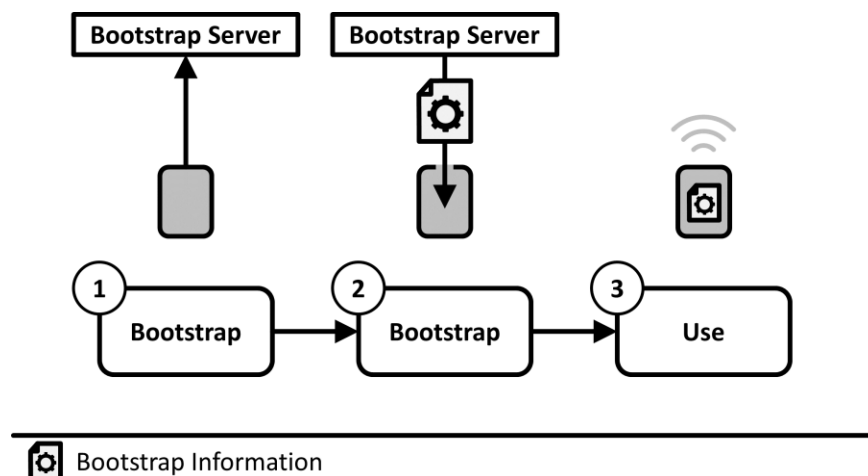 Bootstrap Server
Bootstrap Server
1
2
3
Bootstrap
Bootstrap
Use
Bootstrap Information